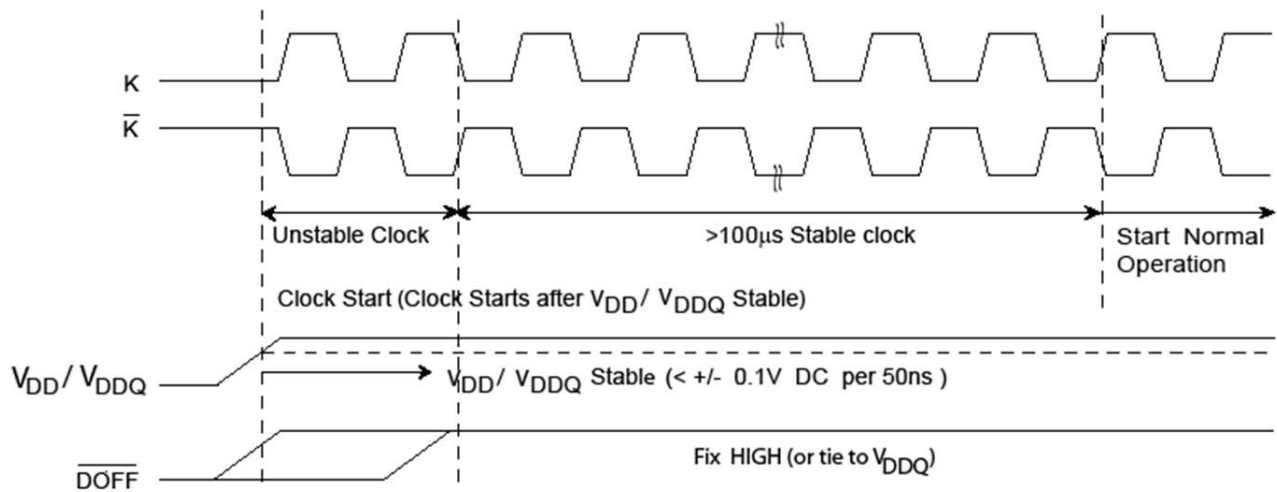 K
K̅
Unstable Clock
>100μs Stable clock
Start Normal
Operation
Clock Start (Clock Starts after VDD/ VDDQ Stable)
VDD/ VDDQ
VDD/ VDDQ Stable (< +/- 0.1V DC per 50ns )
Fix HIGH (or tie to VDDQ)
D̅O̅F̅F̅